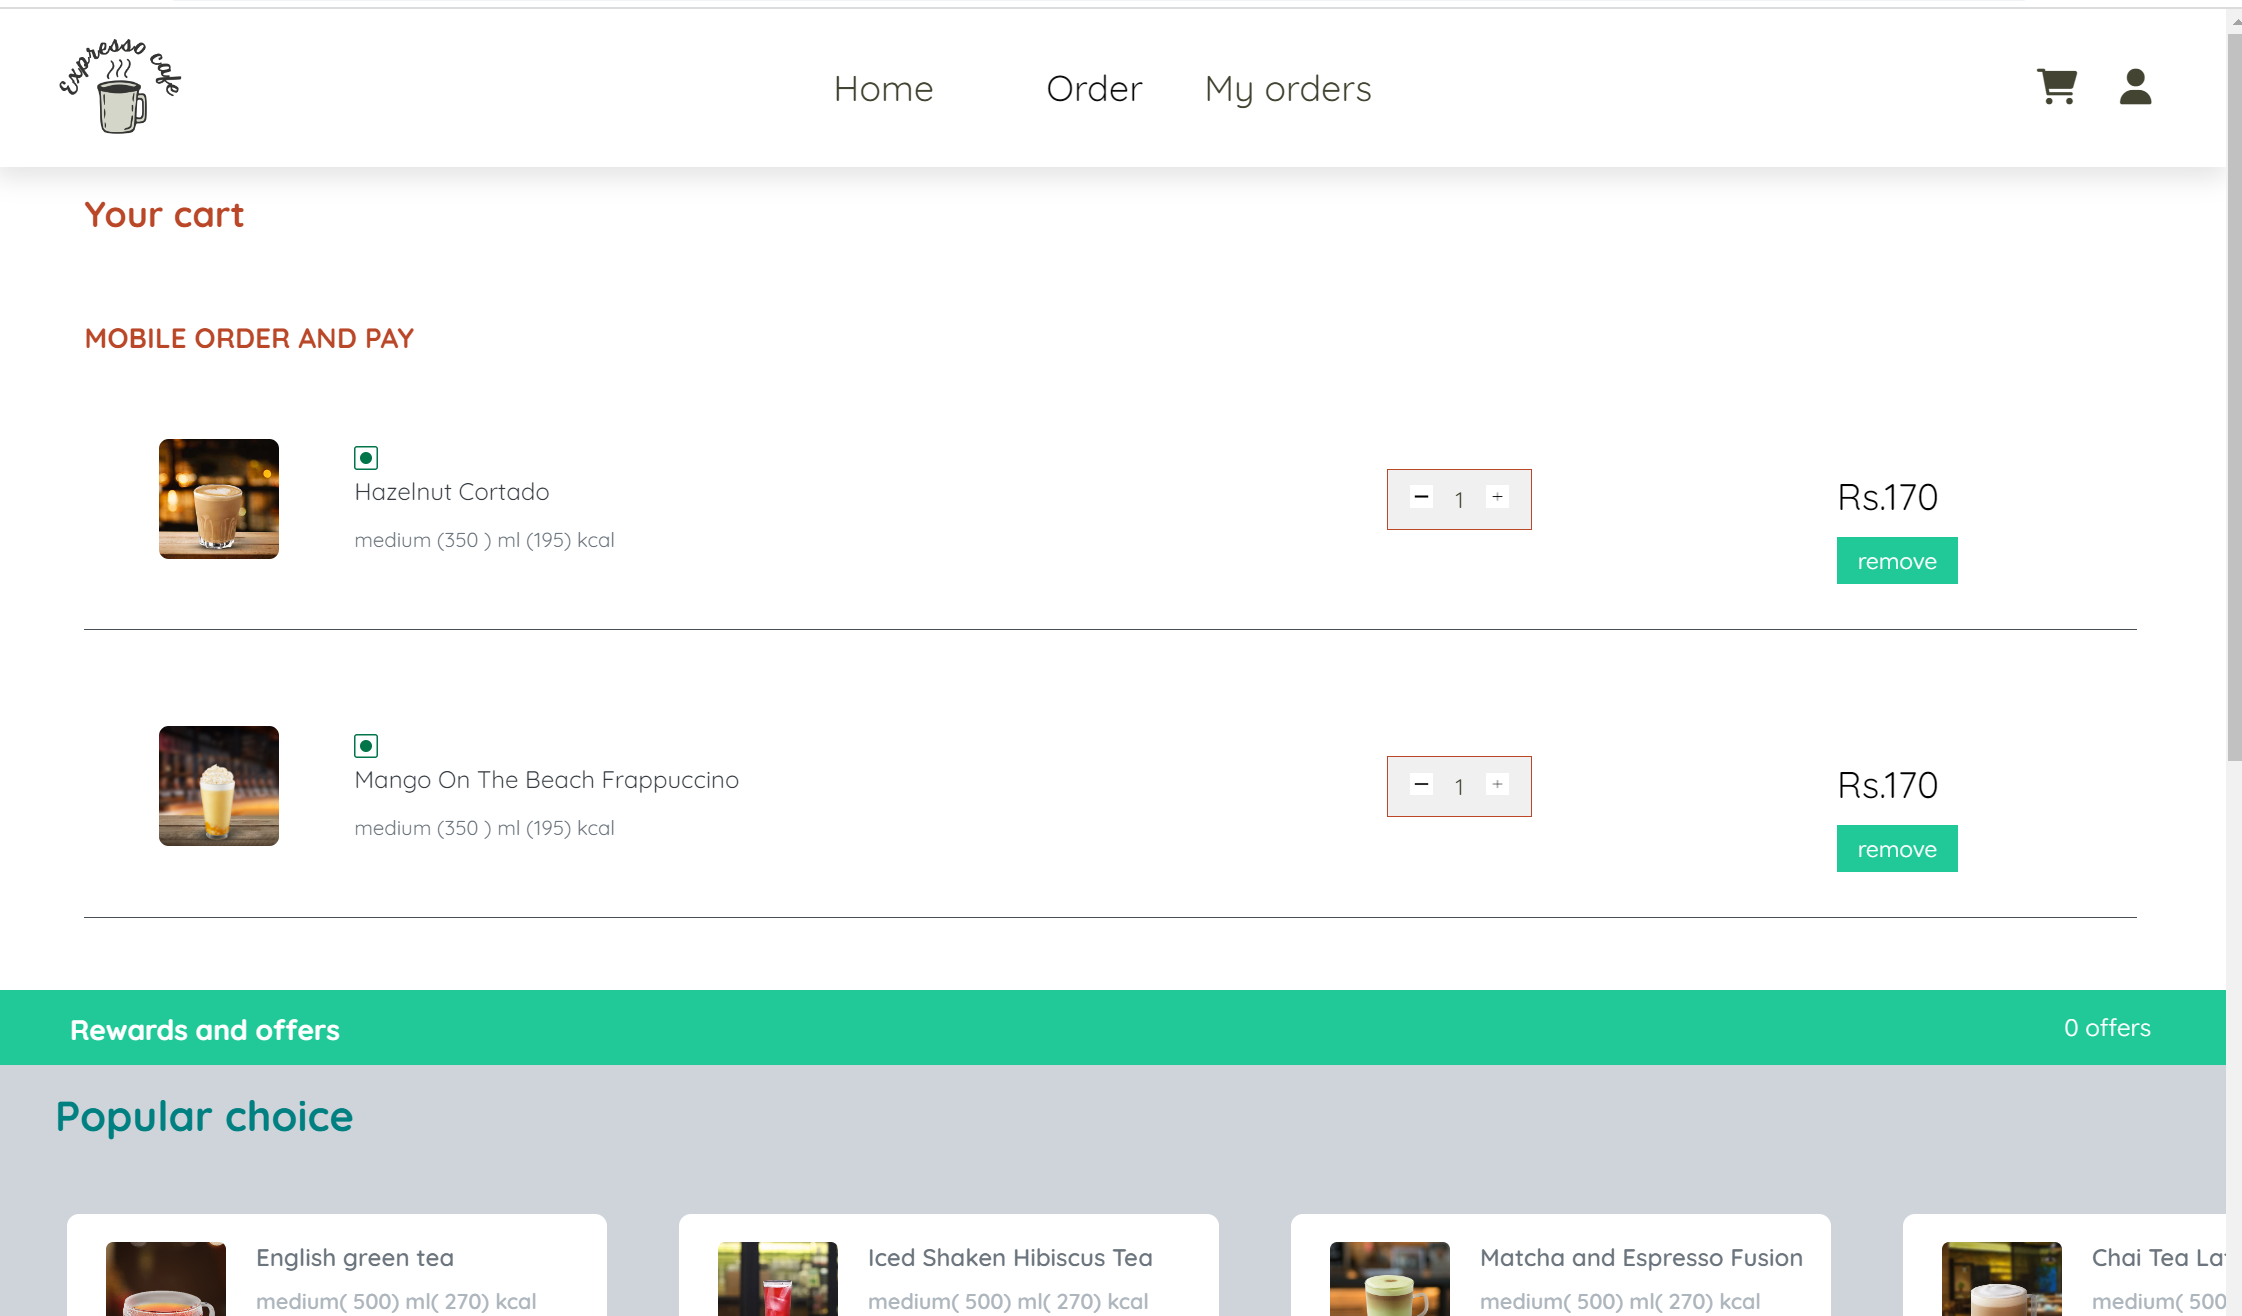 Expresso cafe
Home Order My orders
Your cart
MOBILE ORDER AND PAY
Hazelnut Cortado
medium (350 ) ml (195) kcal
− 1 +
Rs.170
remove
Mango On The Beach Frappuccino
medium (350 ) ml (195) kcal
− 1 +
Rs.170
remove
Rewards and offers
0 offers
Popular choice
English green tea
medium( 500) ml( 270) kcal
Iced Shaken Hibiscus Tea
medium( 500) ml( 270) kcal
Matcha and Espresso Fusion
medium( 500) ml( 270) kcal
Chai Tea La
medium( 500